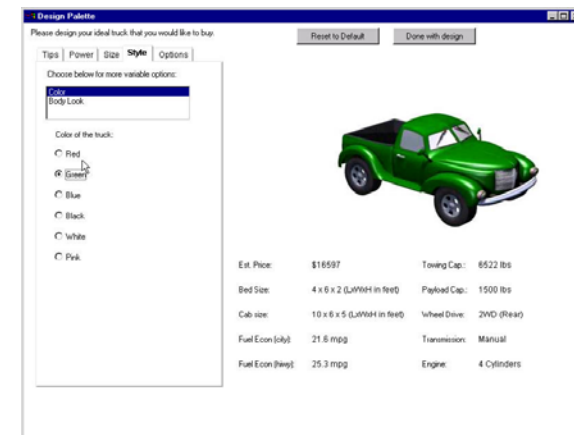 Design Palette
Please design your ideal truck that you would like to buy.
Reset to Default
Done with design
Tips
Power
Size
Style
Options
Choose below for more variable options:
Color
Body Look
Color of the truck:
Red
Green
Blue
Black
White
Pink
Est. Price: $16597 Towing Cap.: 6522 lbs
Bed Size: 4 x 6 x 2 (LxWxH in feet) Payload Cap.: 1500 lbs
Cab size: 10 x 6 x 5 (LxWxH in feet) Wheel Drive: 2WD (Rear)
Fuel Econ (city): 21.6 mpg Transmission: Manual
Fuel Econ (hiwy): 25.3 mpg Engine: 4 Cylinders